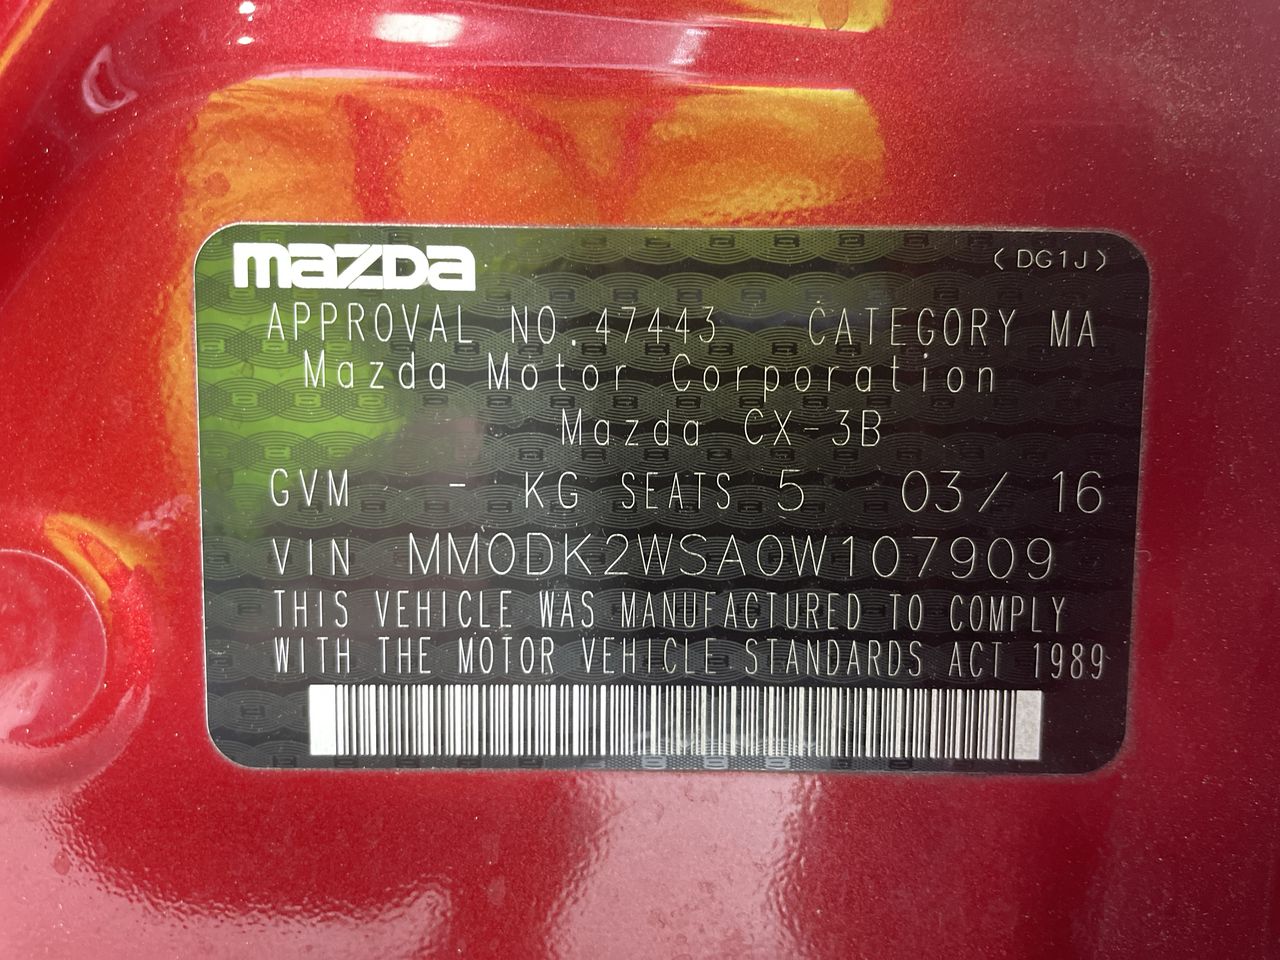 mazda
(DG1J)
APPROVAL NO. 47443 CATEGORY MA
Mazda Motor Corporation
Mazda CX-3B
GVM - KG SEATS 5 03/ 16
VIN MM0DK2WSA0W107909
THIS VEHICLE WAS MANUFACTURED TO COMPLY
WITH THE MOTOR VEHICLE STANDARDS ACT 1989